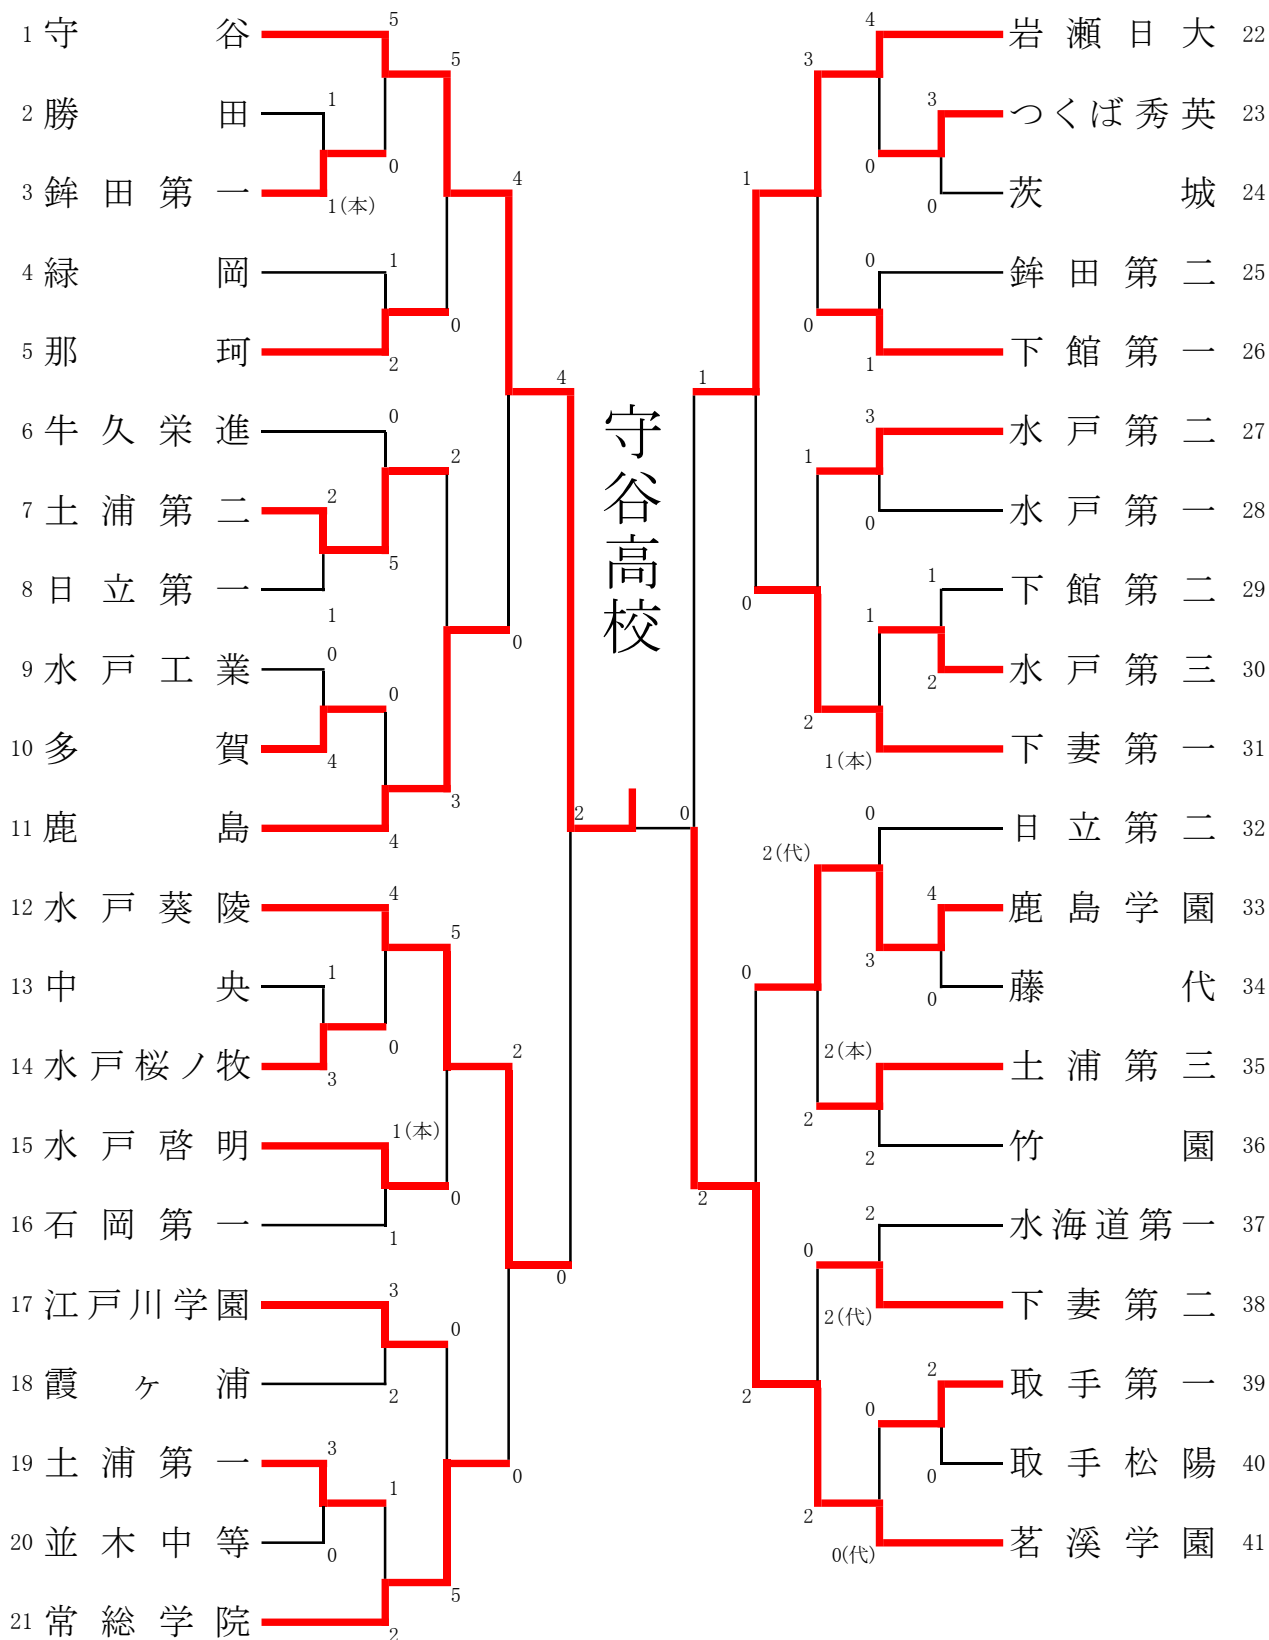 1 守谷
5
2 勝田
1
5
3 鉾田第一
1(本)
0
4
4 緑岡
1
5 那珂
2
0
4
6 牛久栄進
0
7 土浦第二
2
2
8 日立第一
1
5
0
9 水戸工業
0
10 多賀
4
0
11 鹿島
4
3
2
12 水戸葵陵
4
13 中央
1
5
14 水戸桜ノ牧
3
0
2
15 水戸啓明
1(本)
16 石岡第一
1
0
0
17 江戸川学園
3
18 霞ヶ浦
2
0
19 土浦第一
3
20 並木中等
0
1
0
21 常総学院
2
5
守谷高校
岩瀬日大 22
4
つくば秀英 23
3
3
茨城 24
0
0
1
鉾田第二 25
0
下館第一 26
1
0
1
水戸第二 27
3
水戸第一 28
0
1
下館第二 29
1
0
水戸第三 30
2
1
下妻第一 31
1(本)
2
0
日立第二 32
0
2(代)
鹿島学園 33
4
藤代 34
0
3
0
土浦第三 35
2(本)
竹園 36
2
2
2
水海道第一 37
2
下妻第二 38
2(代)
0
取手第一 39
2
2
取手松陽 40
0
0
茗溪学園 41
0(代)
2